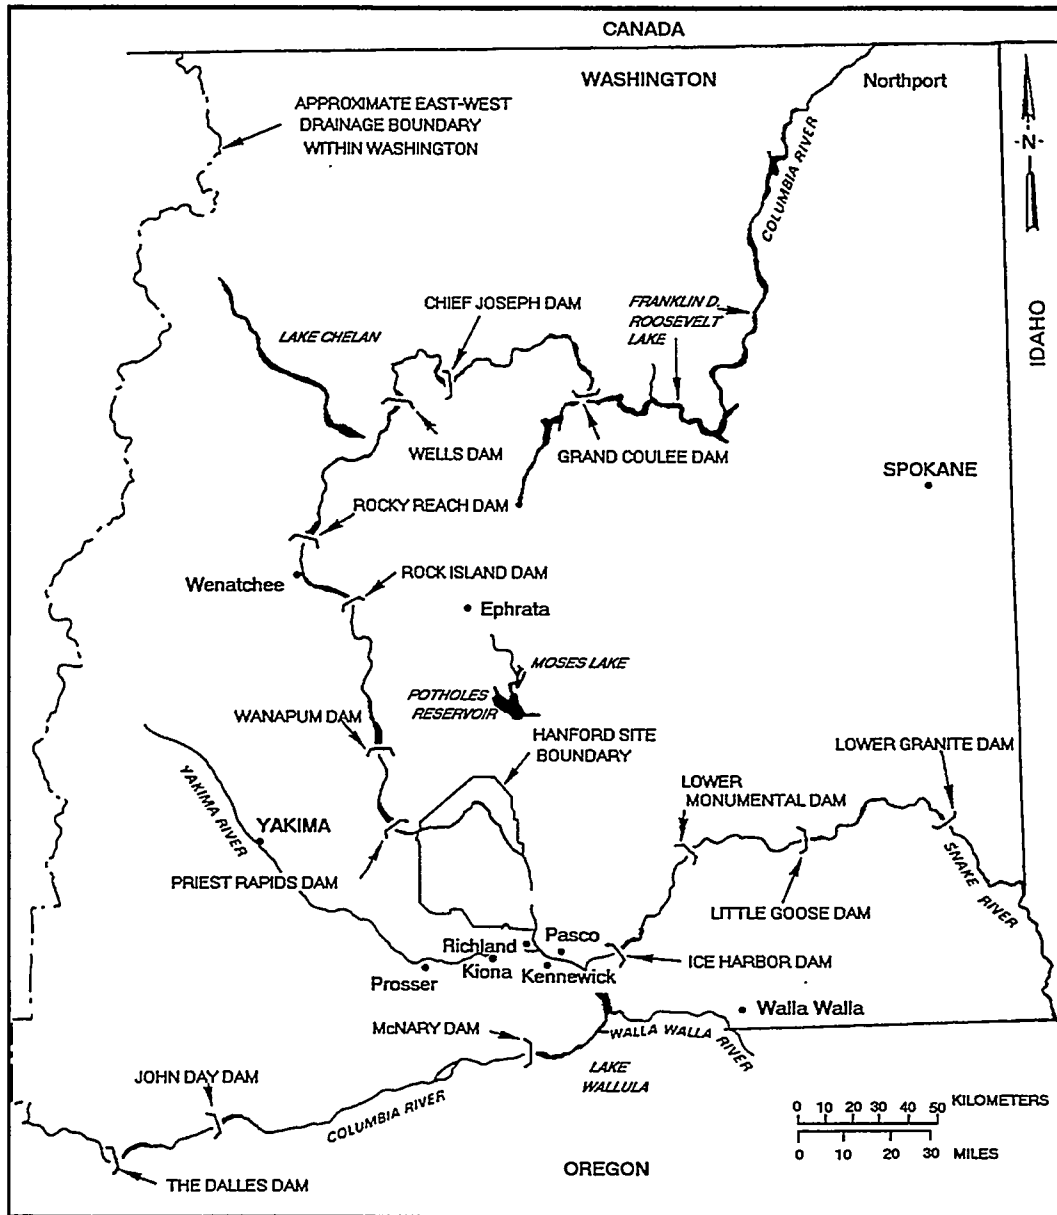 CANADA
WASHINGTON
Northport
APPROXIMATE EAST-WEST
DRAINAGE BOUNDARY
WITHIN WASHINGTON
-N-
COLUMBIA RIVER
IDAHO
CHIEF JOSEPH DAM
FRANKLIN D.
ROOSEVELT
LAKE
LAKE CHELAN
WELLS DAM
GRAND COULEE DAM
SPOKANE
ROCKY REACH DAM
Wenatchee
ROCK ISLAND DAM
Ephrata
MOSES LAKE
POTHOLES
RESERVOIR
WANAPUM DAM
HANFORD SITE
BOUNDARY
LOWER GRANITE DAM
LOWER
MONUMENTAL DAM
YAKIMA RIVER
YAKIMA
PRIEST RAPIDS DAM
SNAKE RIVER
LITTLE GOOSE DAM
Richland
Pasco
Kiona
Kennewick
ICE HARBOR DAM
Prosser
Walla Walla
McNARY DAM
WALLA WALLA RIVER
LAKE
WALLULA
JOHN DAY DAM
COLUMBIA RIVER
0 10 20 30 40 50 KILOMETERS
0 10 20 30 MILES
OREGON
THE DALLES DAM